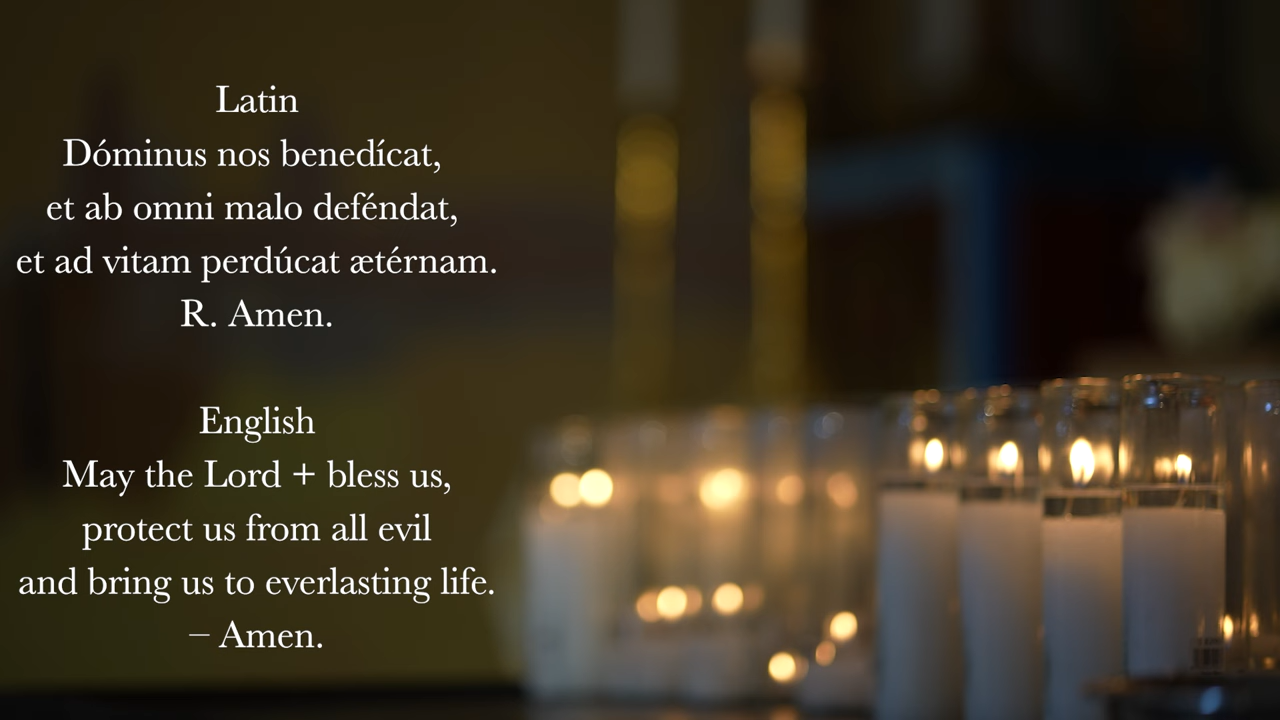 Latin
Dóminus nos benedícat,
et ab omni malo deféndat,
et ad vitam perdúcat ætérnam.
R. Amen.
English
May the Lord + bless us,
protect us from all evil
and bring us to everlasting life.
– Amen.